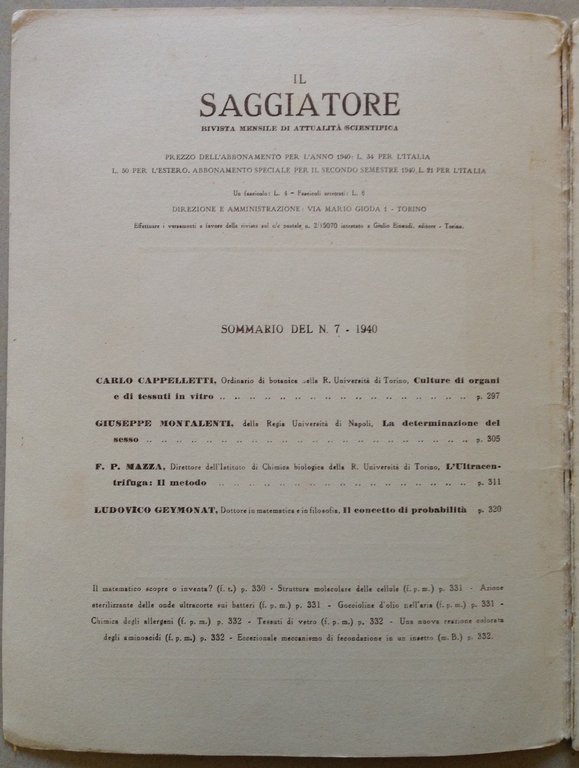 IL
SAGGIATORE
RIVISTA MENSILE DI ATTUALITÀ SCIENTIFICA
PREZZO DELL'ABBONAMENTO PER L'ANNO 1940: L. 34 PER L'ITALIA
L. 50 PER L'ESTERO. ABBONAMENTO SPECIALE PER IL SECONDO SEMESTRE 1940, L. 21 PER L'ITALIA
Un fascicolo: L. 4 - Fascicoli arretrati: L. 6
DIREZIONE E AMMINISTRAZIONE: VIA MARIO GIODA 1 - TORINO
Effettuare i versamenti a favore della rivista sul c/c postale n. 2/19070 intestato a Giulio Einaudi, editore - Torino.
SOMMARIO DEL N. 7 - 1940
CARLO CAPPELLETTI, Ordinario di botanica nella R. Università di Torino, Culture di organi
e di tessuti in vitro .. .. .. .. .. .. .. .. .. .. .. .. .. .. p. 297
GIUSEPPE MONTALENTI, della Regia Università di Napoli, La determinazione del
sesso .. .. .. .. .. .. .. .. .. .. .. .. .. .. .. .. .. .. p. 305
F. P. MAZZA, Direttore dell'Istituto di Chimica biologica della R. Università di Torino, L'Ultracen-
trifuga: Il metodo .. .. .. .. .. .. .. .. .. .. .. .. .. .. p. 311
LUDOVICO GEYMONAT, Dottore in matematica e in filosofia, Il concetto di probabilità p. 320
Il matematico scopre o inventa? (f. t.) p. 330 - Struttura molecolare delle cellule (f. p. m.) p. 331 - Azione
sterilizzante delle onde ultracorte sui batteri (f. p. m.) p. 331 - Goccioline d'olio nell'aria (f. p. m.) p. 331 -
Chimica degli allergeni (f. p. m.) p. 332 - Tessuti di vetro (f. p. m.) p. 332 - Una nuova reazione colorata
degli aminoacidi (f. p. m.) p. 332 - Eccezionale meccanismo di fecondazione in un insetto (m. B.) p. 332.